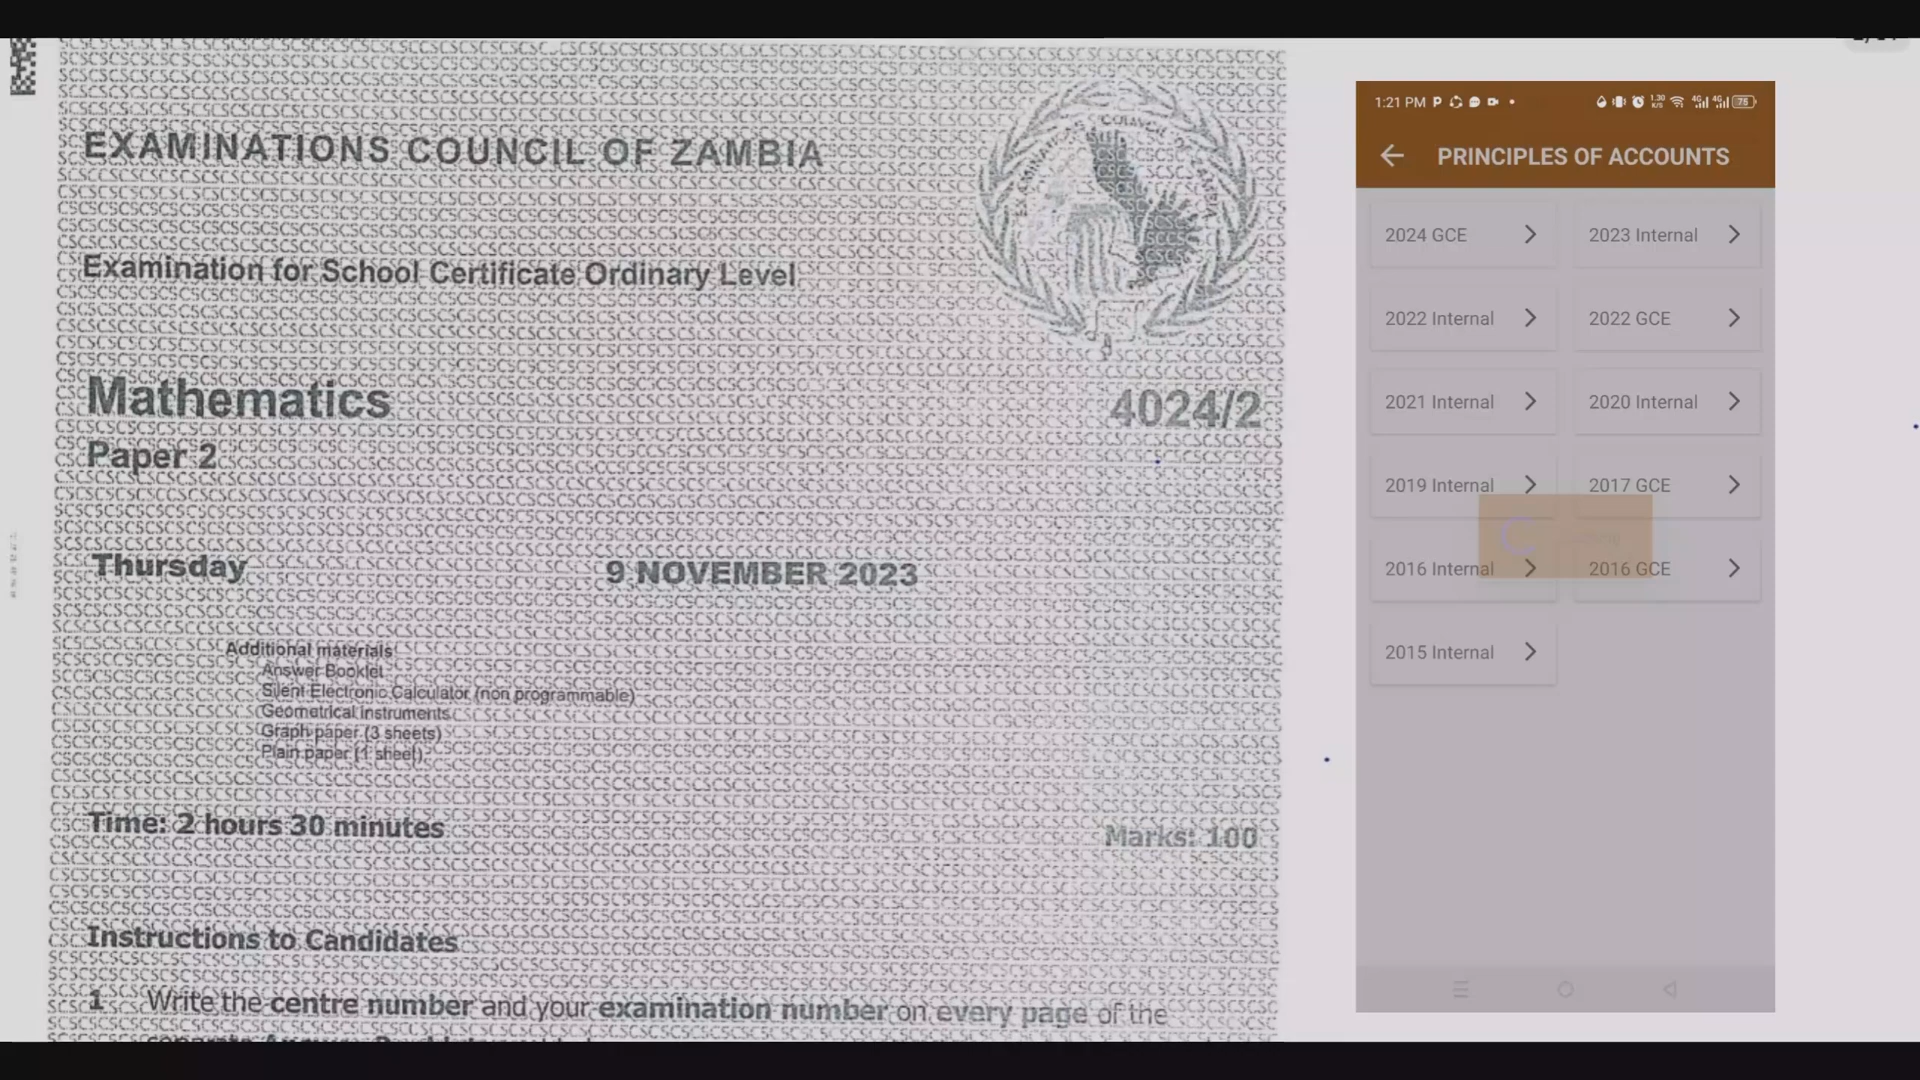 EXAMINATIONS COUNCIL OF ZAMBIA
Examination for School Certificate Ordinary Level
Mathematics 4024/2
Paper 2
Thursday 9 NOVEMBER 2023
Additional materials:
Answer Booklet
Silent Electronic Calculator (non programmable)
Geometrical instruments
Graph paper (3 sheets)
Plain paper (1 sheet)
Time: 2 hours 30 minutes Marks: 100
Instructions to Candidates
1 Write the centre number and your examination number on every page of the
1:21 PM
PRINCIPLES OF ACCOUNTS
2024 GCE 2023 Internal
2022 Internal 2022 GCE
2021 Internal 2020 Internal
2019 Internal 2017 GCE
2016 Internal 2016 GCE
2015 Internal